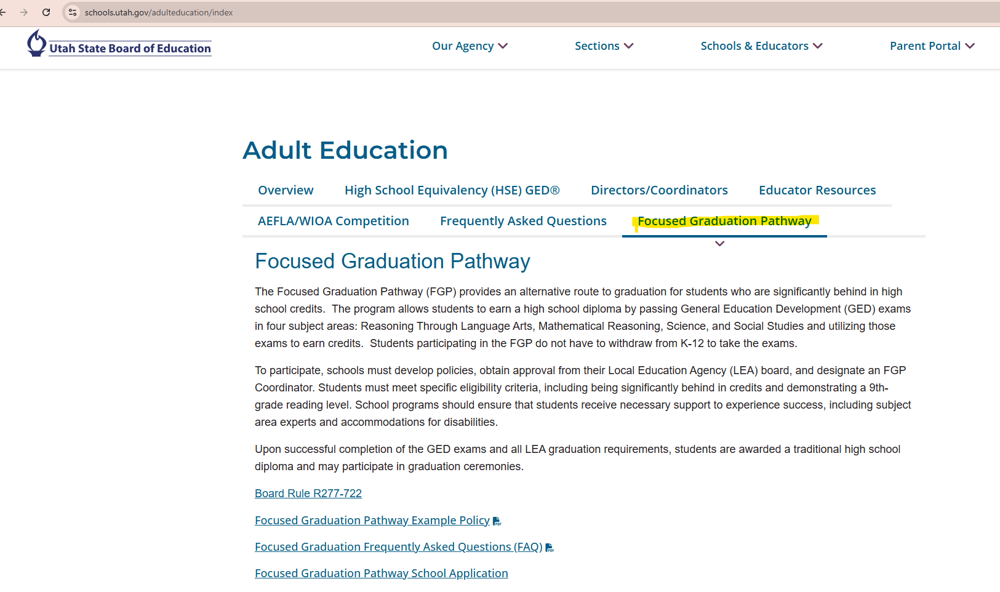 schools.utah.gov/adulteducation/index
Utah State Board of Education
Our Agency
Sections
Schools & Educators
Parent Portal
Adult Education
Overview
High School Equivalency (HSE) GED®
Directors/Coordinators
Educator Resources
AEFLA/WIOA Competition
Frequently Asked Questions
Focused Graduation Pathway
Focused Graduation Pathway
The Focused Graduation Pathway (FGP) provides an alternative route to graduation for students who are significantly behind in high
school credits.  The program allows students to earn a high school diploma by passing General Education Development (GED) exams
in four subject areas: Reasoning Through Language Arts, Mathematical Reasoning, Science, and Social Studies and utilizing those
exams to earn credits.  Students participating in the FGP do not have to withdraw from K-12 to take the exams.
To participate, schools must develop policies, obtain approval from their Local Education Agency (LEA) board, and designate an FGP
Coordinator. Students must meet specific eligibility criteria, including being significantly behind in credits and demonstrating a 9th-
grade reading level. School programs should ensure that students receive necessary support to experience success, including subject
area experts and accommodations for disabilities.
Upon successful completion of the GED exams and all LEA graduation requirements, students are awarded a traditional high school
diploma and may participate in graduation ceremonies.
Board Rule R277-722
Focused Graduation Pathway Example Policy PDF
Focused Graduation Frequently Asked Questions (FAQ) PDF
Focused Graduation Pathway School Application